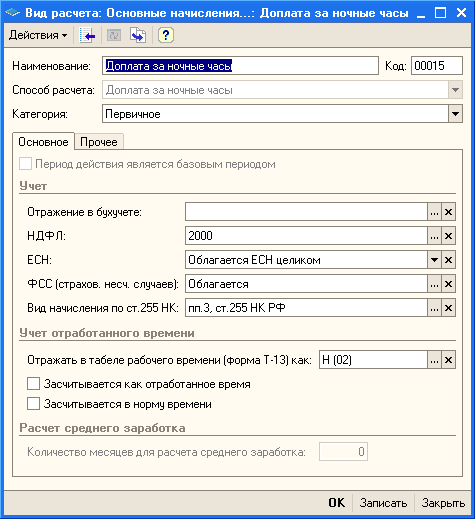 Вид расчета: Основные начисления...: Доплата за ночные часы
Действия
Наименование: Доплата за ночные часы Код: 00015
Способ расчета: Доплата за ночные часы
Категория: Первичное
Основное Прочее
Период действия является базовым периодом
Учет
Отражение в бухучете:
НДФЛ: 2000
ЕСН: Облагается ЕСН целиком
ФСС (страхов. несч. случаев): Облагается
Вид начисления по ст.255 НК: пп.3, ст.255 НК РФ
Учет отработанного времени
Отражать в табеле рабочего времени (форма Т-13) как: Н (02)
Засчитывается как отработанное время
Засчитывается в норму времени
Расчет среднего заработка
Количество месяцев для расчета среднего заработка: 0
OK Записать Закрыть